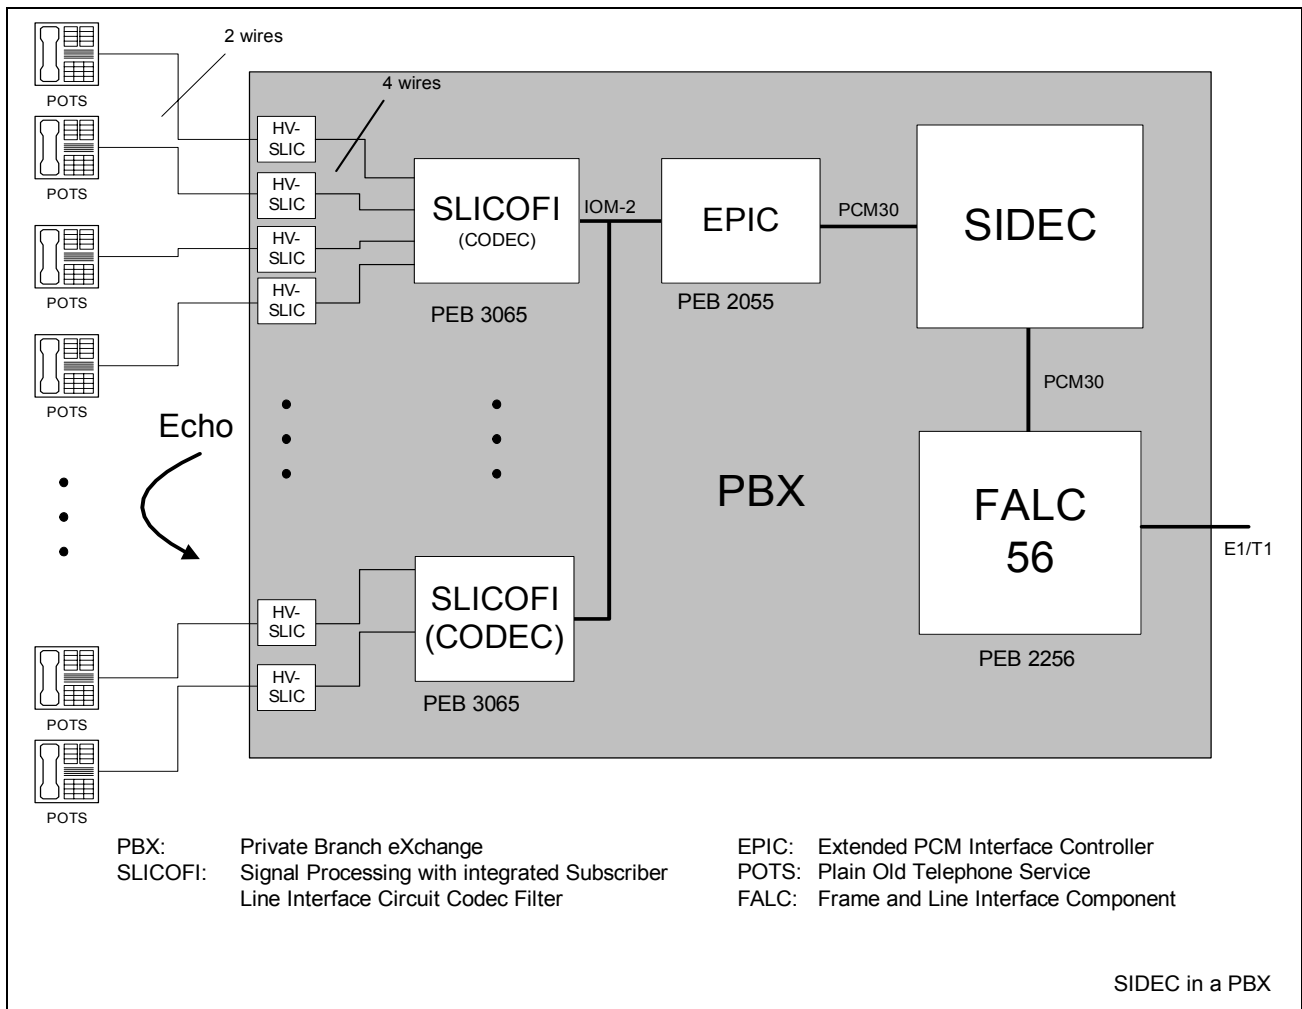 2 wires
POTS
POTS
POTS
POTS
POTS
POTS
4 wires
HV-
SLIC
HV-
SLIC
HV-
SLIC
HV-
SLIC
SLICOFI
(CODEC)
PEB 3065
IOM-2
EPIC
PEB 2055
PCM30
SIDEC
PCM30
Echo
PBX
FALC
56
PEB 2256
E1/T1
HV-
SLIC
HV-
SLIC
SLICOFI
(CODEC)
PEB 3065
PBX: Private Branch eXchange
SLICOFI: Signal Processing with integrated Subscriber
Line Interface Circuit Codec Filter
EPIC: Extended PCM Interface Controller
POTS: Plain Old Telephone Service
FALC: Frame and Line Interface Component
SIDEC in a PBX